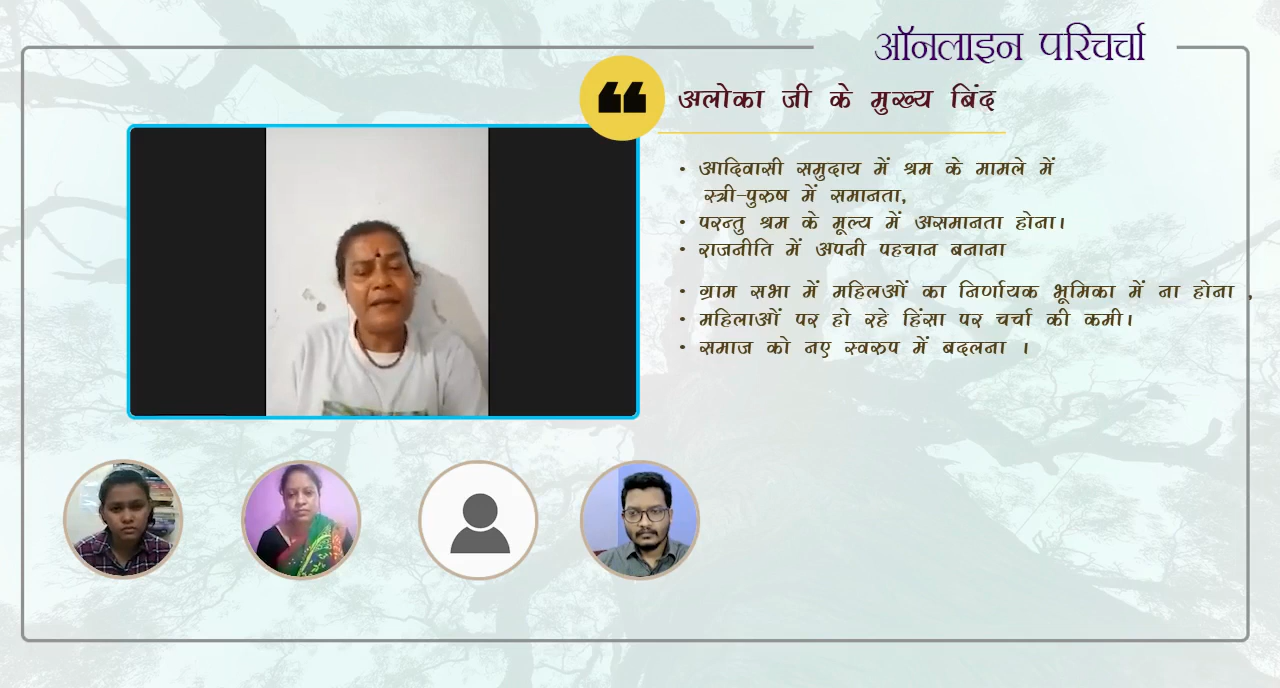 ऑनलाइन परिचर्चा
अलोका जी के मुख्य बिंद
• आदिवासी समुदाय में श्रम के मामले में
स्त्री-पुरुष में समानता,
• परन्तु श्रम के मूल्य में असमानता होना।
• राजनीति में अपनी पहचान बनाना
• ग्राम सभा में महिलओं का निर्णायक भूमिका में ना होना ,
• महिलाओं पर हो रहे हिंसा पर चर्चा की कमी।
• समाज को नए स्वरुप में बदलना ।